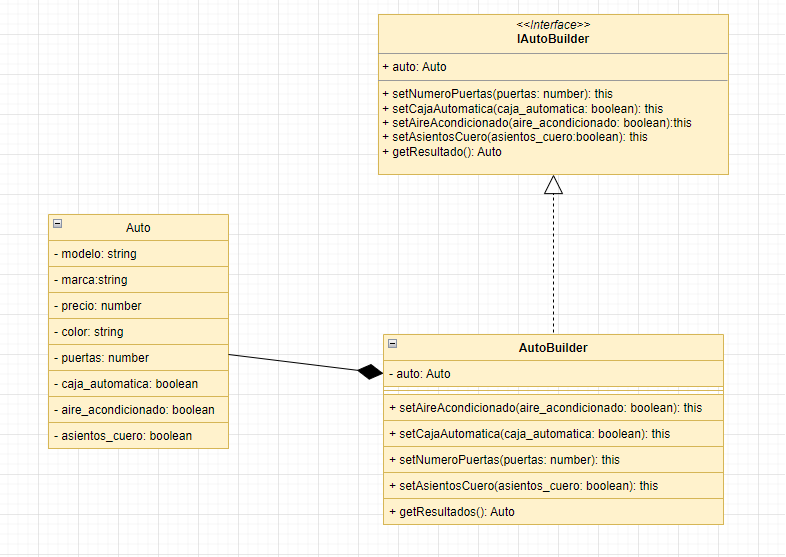 <<Interface>>
IAutoBuilder
+ auto: Auto
+ setNumeroPuertas(puertas: number): this
+ setCajaAutomatica(caja_automatica: boolean): this
+ setAireAcondicionado(aire_acondicionado: boolean):this
+ setAsientosCuero(asientos_cuero:boolean): this
+ getResultado(): Auto
Auto
- modelo: string
- marca:string
- precio: number
- color: string
- puertas: number
- caja_automatica: boolean
- aire_acondicionado: boolean
- asientos_cuero: boolean
AutoBuilder
- auto: Auto
+ setAireAcondicionado(aire_acondicionado: boolean): this
+ setCajaAutomatica(caja_automatica: boolean): this
+ setNumeroPuertas(puertas: number): this
+ setAsientosCuero(asientos_cuero: boolean): this
+ getResultados(): Auto